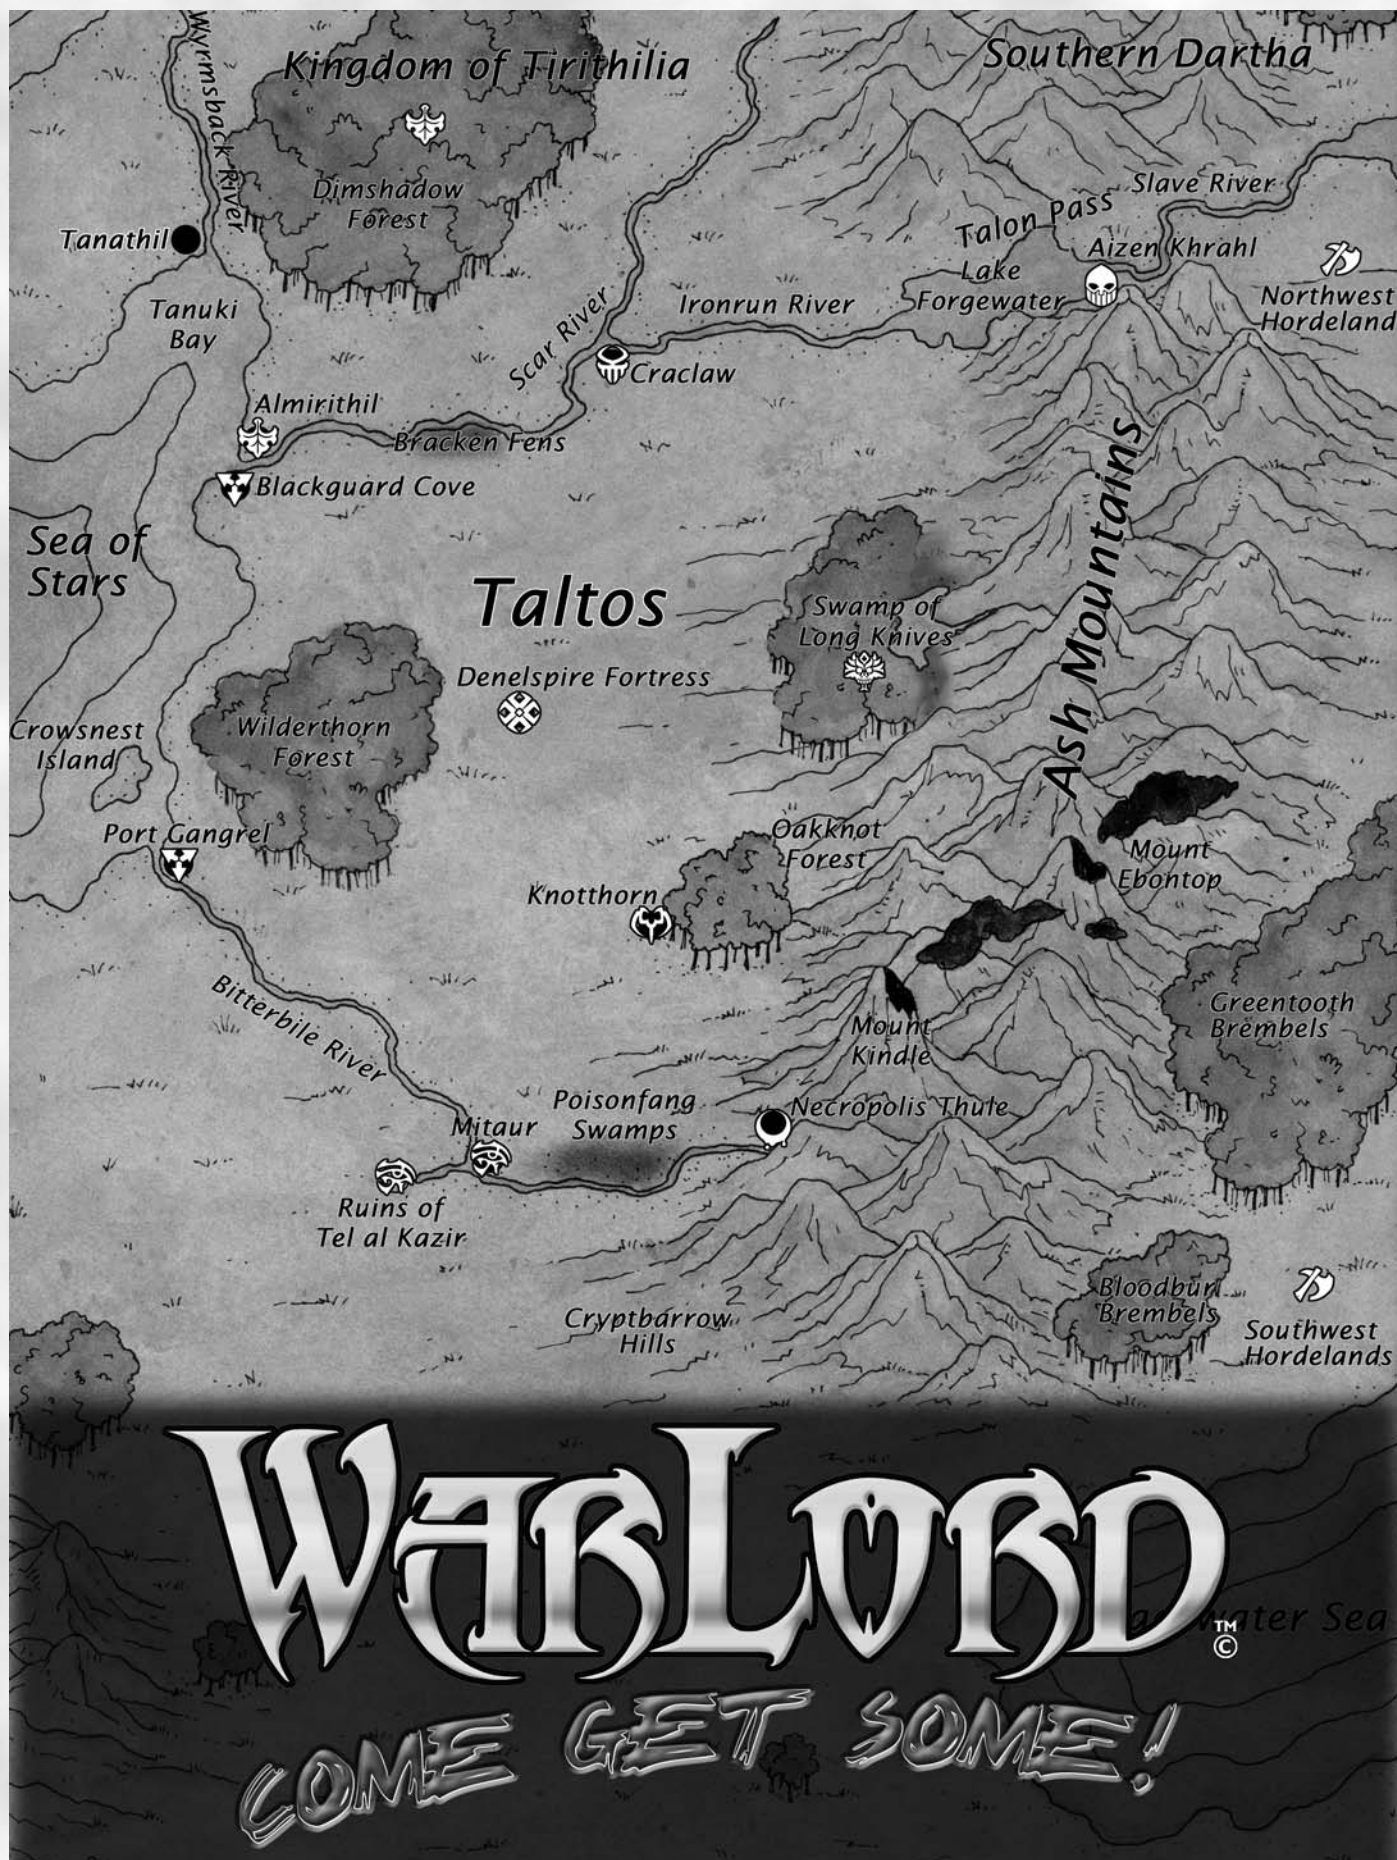 Wyrmsback River
Kingdom of Tirithilia
Southern Dartha
Dimshadow
Forest
Slave River
Talon Pass
Tanathil
Aizen Khrahl
Lake
Forgewater
Northwest
Hordeland
Tanuki
Bay
Ironrun River
Scar River
Craclaw
Almirithil
Bracken Fens
Blackguard Cove
Ash Mountains
Sea of
Stars
Taltos
Swamp of
Long Knives
Denelspire Fortress
Crowsnest
Island
Wilderthorn
Forest
Port Gangrel
Oakknot
Forest
Mount
Ebontop
Knotthorn
Bitterbile River
Greentooth
Brembels
Mount
Kindle
Poisonfang
Swamps
Necropolis Thule
Mitaur
Ruins of
Tel al Kazir
Bloodburl
Brembels
Cryptbarrow
Hills
Southwest
Hordelands
WARLORD
TM
©
Sea
COME GET SOME!